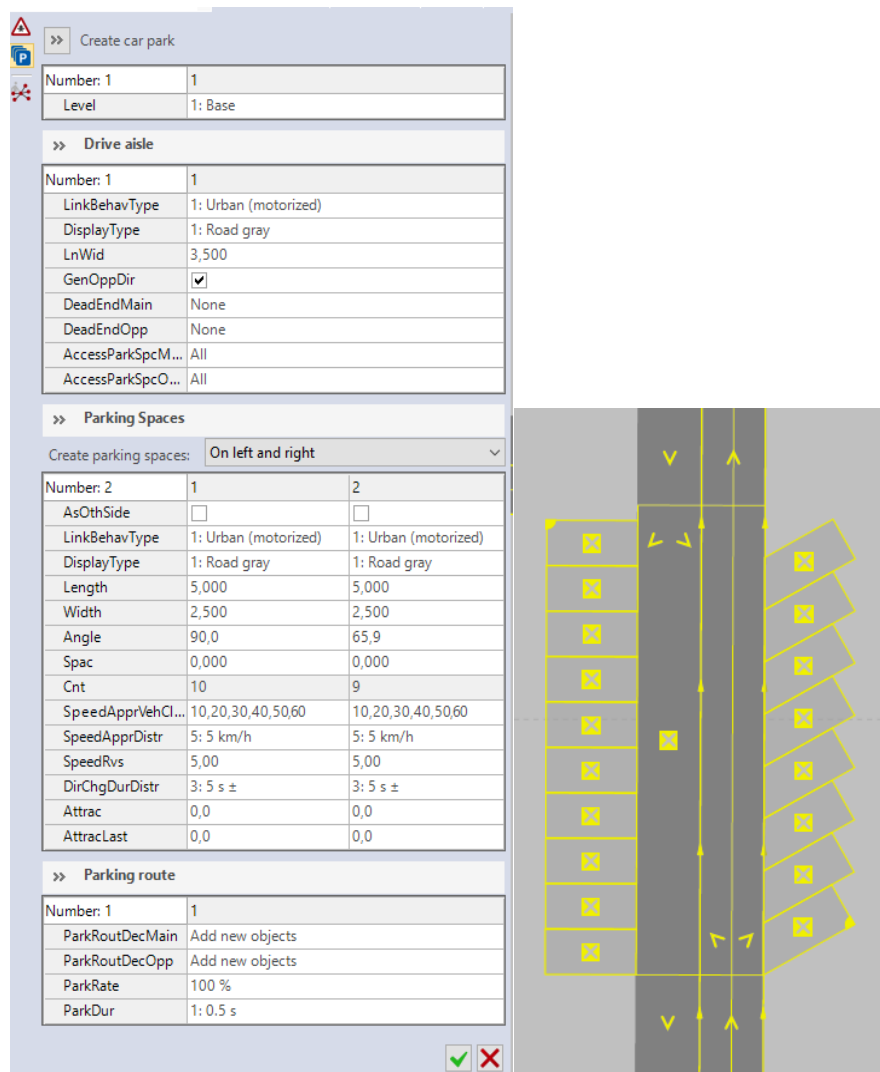 Create car park
Number: 1 1
Level 1: Base
Drive aisle
Number: 1 1
LinkBehavType 1: Urban (motorized)
DisplayType 1: Road gray
LnWid 3,500
GenOppDir
DeadEndMain None
DeadEndOpp None
AccessParkSpcM... All
AccessParkSpcO... All
Parking Spaces
Create parking spaces: On left and right
Number: 2 1 2
AsOthSide
LinkBehavType 1: Urban (motorized) 1: Urban (motorized)
DisplayType 1: Road gray 1: Road gray
Length 5,000 5,000
Width 2,500 2,500
Angle 90,0 65,9
Spac 0,000 0,000
Cnt 10 9
SpeedApprVehCl... 10,20,30,40,50,60 10,20,30,40,50,60
SpeedApprDistr 5: 5 km/h 5: 5 km/h
SpeedRvs 5,00 5,00
DirChgDurDistr 3: 5 s ± 3: 5 s ±
Attrac 0,0 0,0
AttracLast 0,0 0,0
Parking route
Number: 1 1
ParkRoutDecMain Add new objects
ParkRoutDecOpp Add new objects
ParkRate 100 %
ParkDur 1: 0.5 s